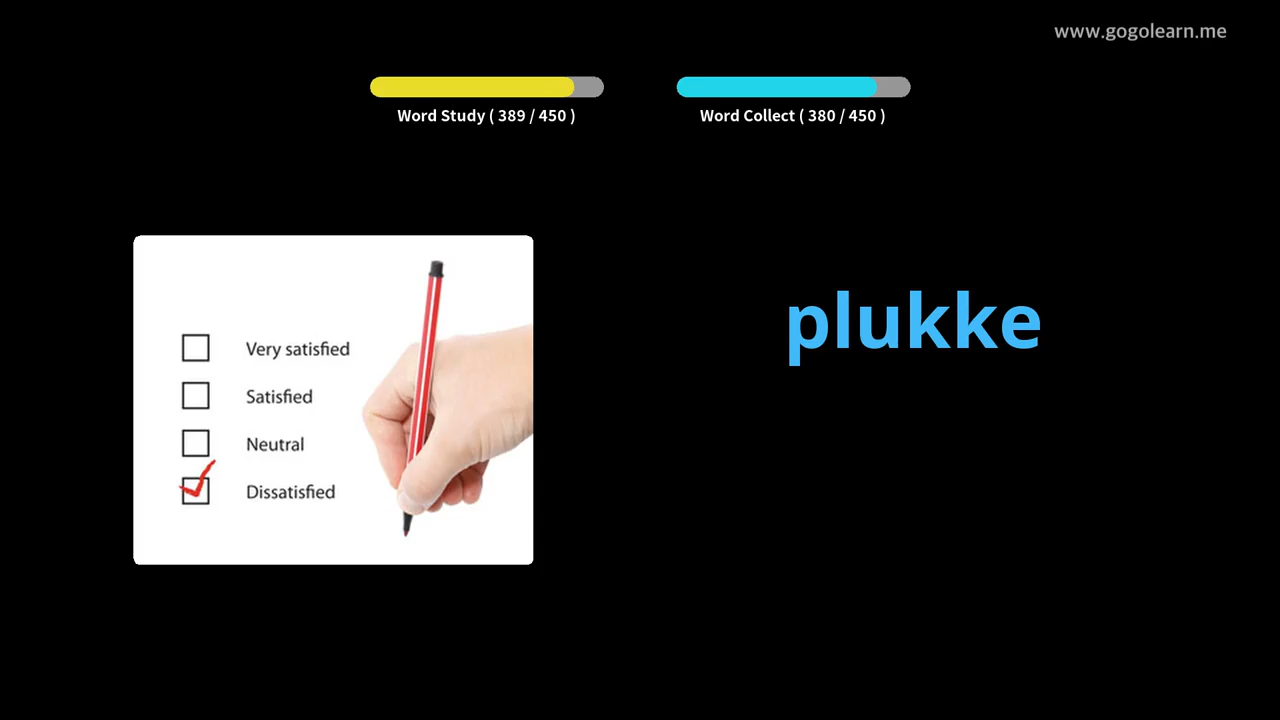 www.gogolearn.me
Word Study ( 389 / 450 )
Word Collect ( 380 / 450 )
plukke
Very satisfied
Satisfied
Neutral
Dissatisfied